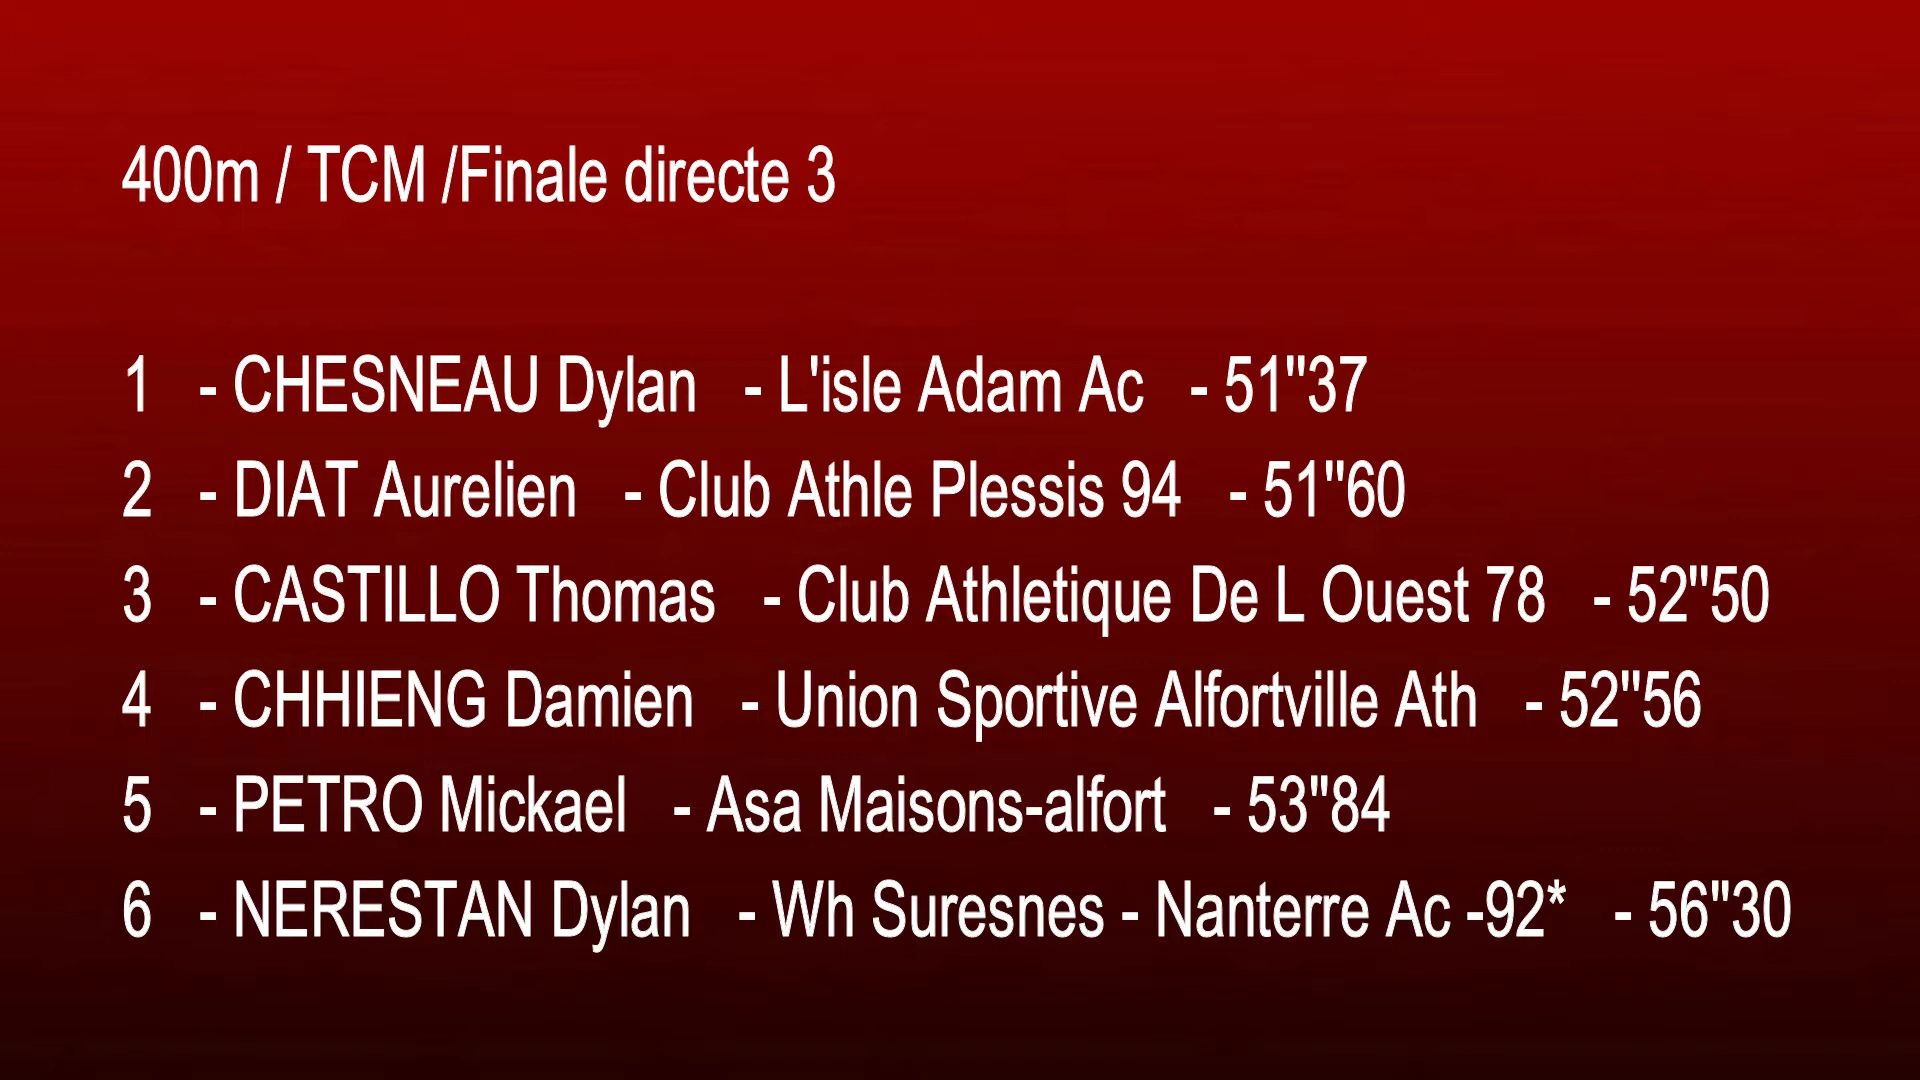 400m / TCM /Finale directe 3
1 - CHESNEAU Dylan - L'isle Adam Ac - 51"37
2 - DIAT Aurelien - Club Athle Plessis 94 - 51"60
3 - CASTILLO Thomas - Club Athletique De L Ouest 78 - 52"50
4 - CHHIENG Damien - Union Sportive Alfortville Ath - 52"56
5 - PETRO Mickael - Asa Maisons-alfort - 53"84
6 - NERESTAN Dylan - Wh Suresnes - Nanterre Ac -92* - 56"30